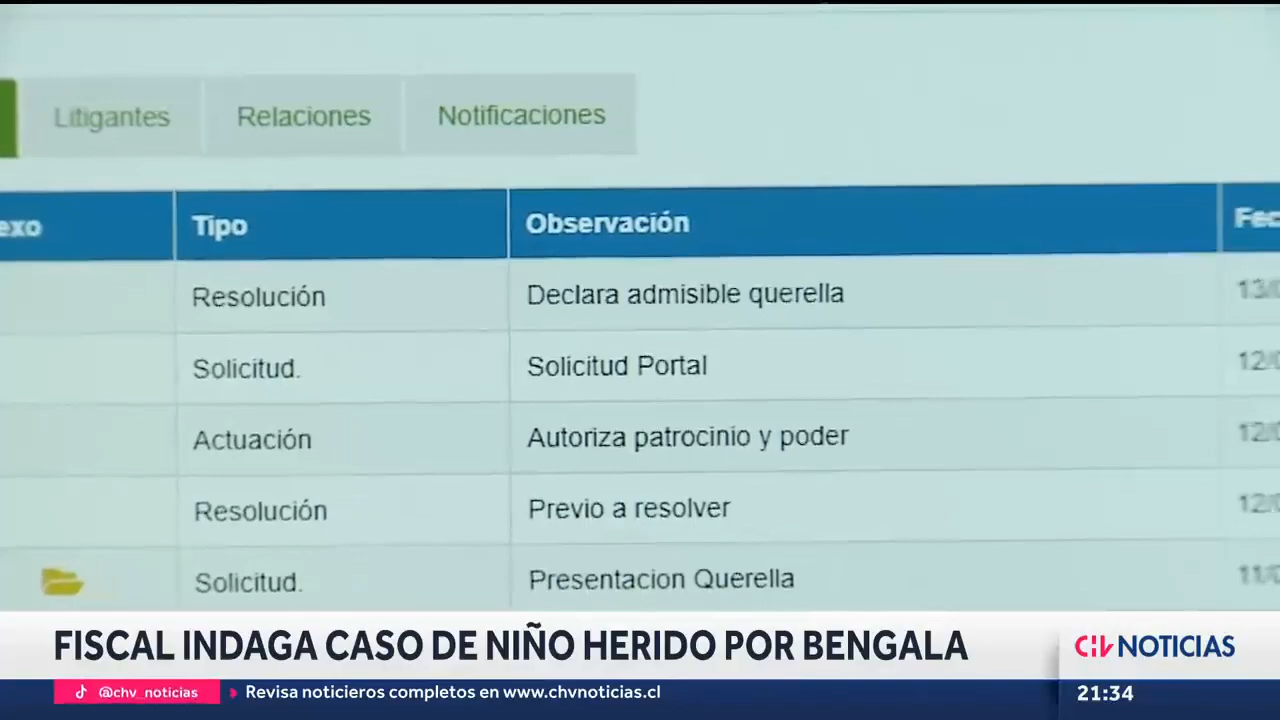 Litigantes Relaciones Notificaciones
Tipo Observación
Resolución Declara admisible querella
Solicitud. Solicitud Portal
Actuación Autoriza patrocinio y poder
Resolución Previo a resolver
Solicitud. Presentacion Querella
FISCAL INDAGA CASO DE NIÑO HERIDO POR BENGALA
CHV NOTICIAS
@chv_noticias Revisa noticieros completos en www.chvnoticias.cl
21:34